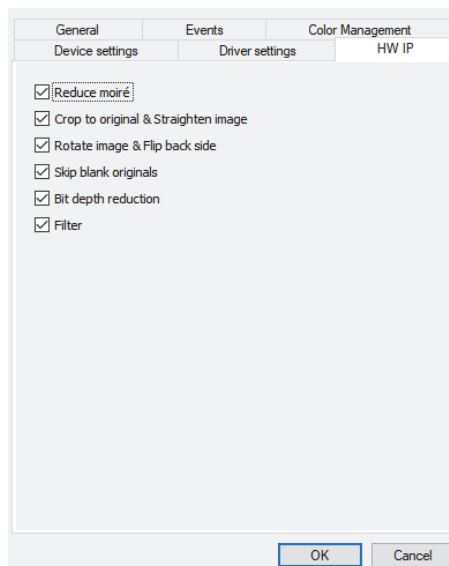 General Events Color Management
Device settings Driver settings HW IP
Reduce moiré
Crop to original & Straighten image
Rotate image & Flip back side
Skip blank originals
Bit depth reduction
Filter
OK Cancel